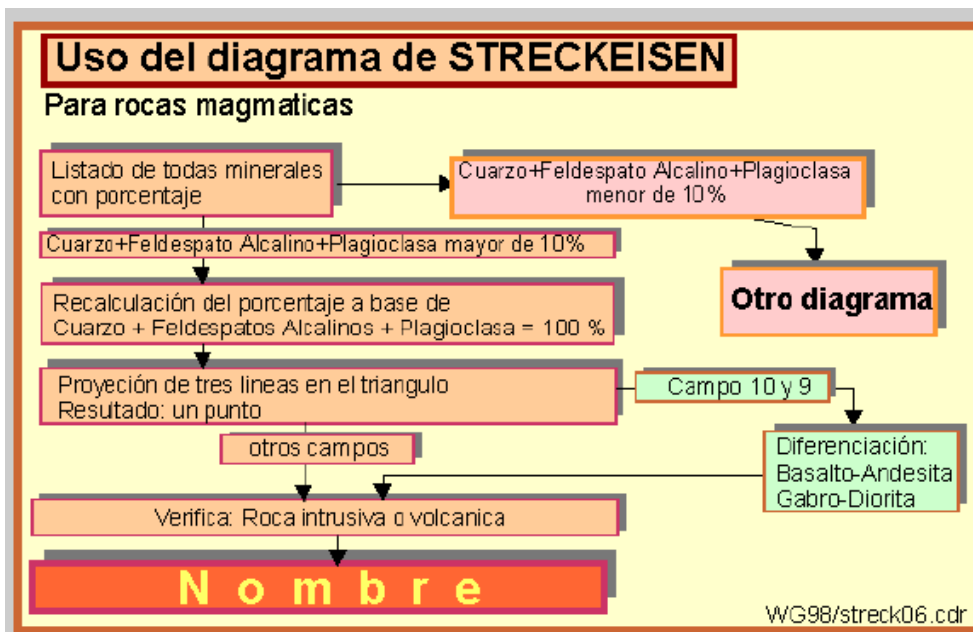 Uso del diagrama de STRECKEISEN
Para rocas magmaticas
Listado de todas minerales
con porcentaje
Cuarzo+Feldespato Alcalino+Plagioclasa
menor de 10%
Cuarzo+Feldespato Alcalino+Plagioclasa mayor de 10%
Otro diagrama
Recalculación del porcentaje a base de
Cuarzo + Feldespatos Alcalinos + Plagioclasa = 100 %
Proyeción de tres lineas en el triangulo
Resultado: un punto
Campo 10 y 9
otros campos
Diferenciación:
Basalto-Andesita
Gabro-Diorita
Verifica: Roca intrusiva o volcanica
Nombre
WG98/streck06.cdr